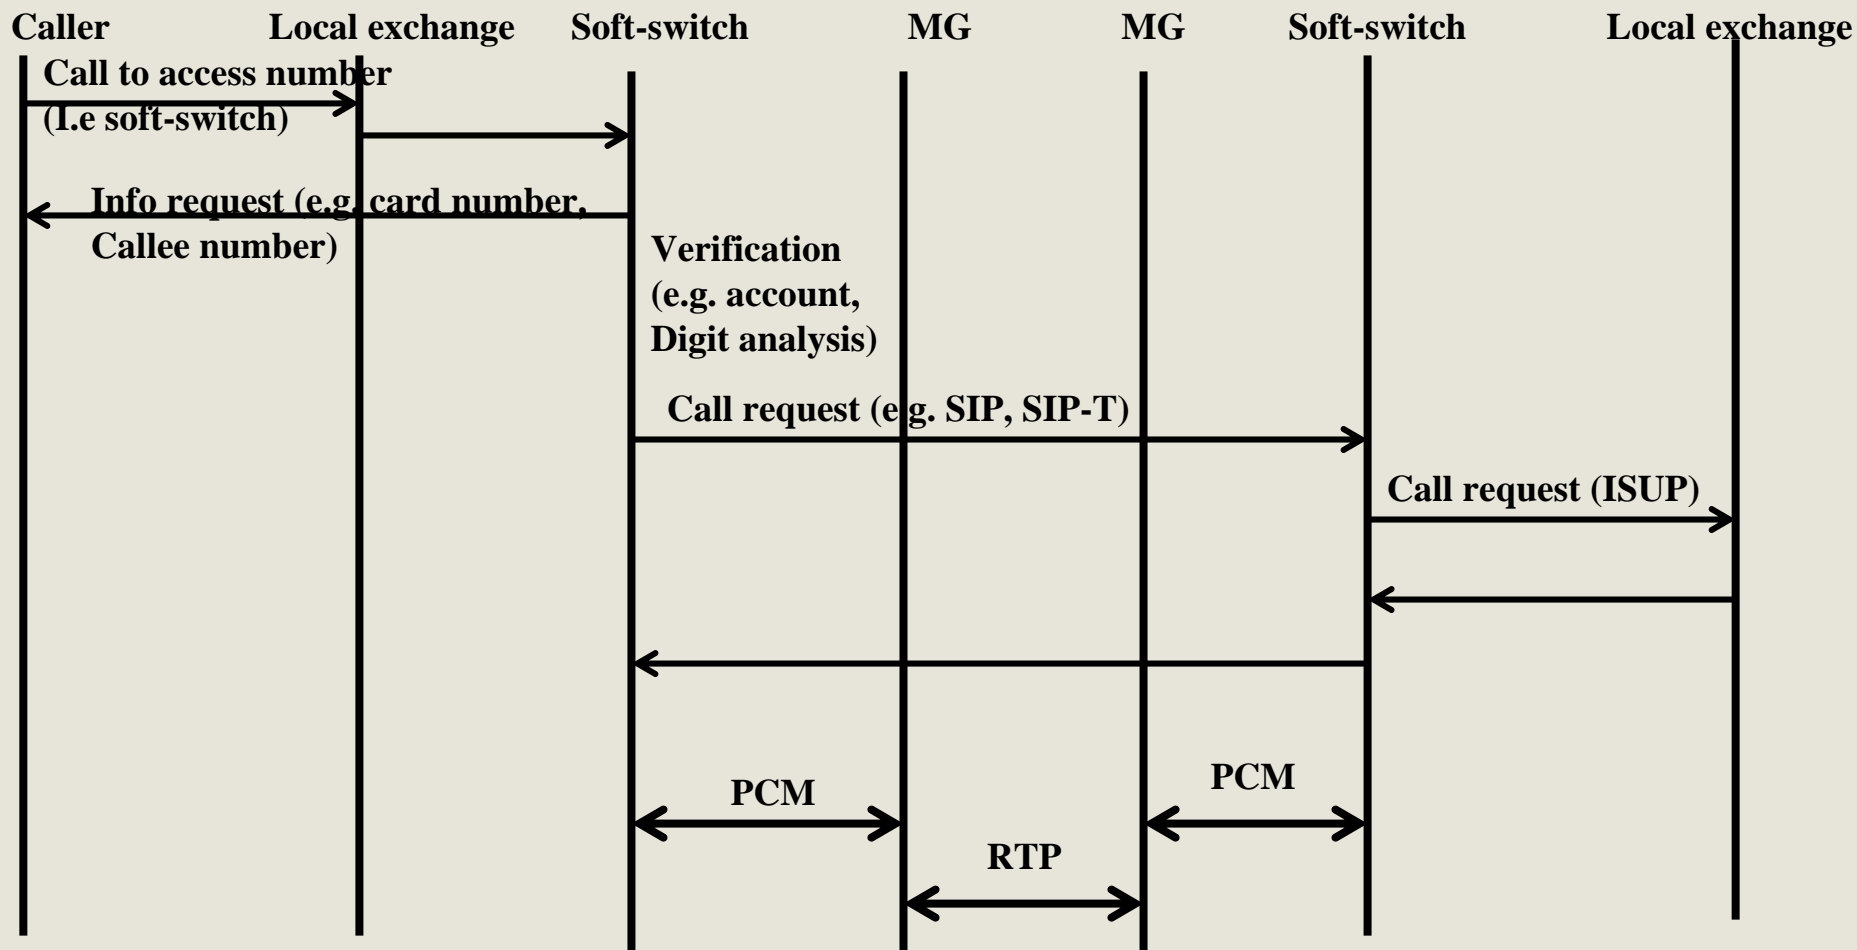 Caller
Local exchange
Soft-switch
MG
MG
Soft-switch
Local exchange
Call to access number
(I.e soft-switch)
Info request (e.g. card number,
Callee number)
Verification
(e.g. account,
Digit analysis)
Call request (e.g. SIP, SIP-T)
Call request (ISUP)
PCM
PCM
RTP